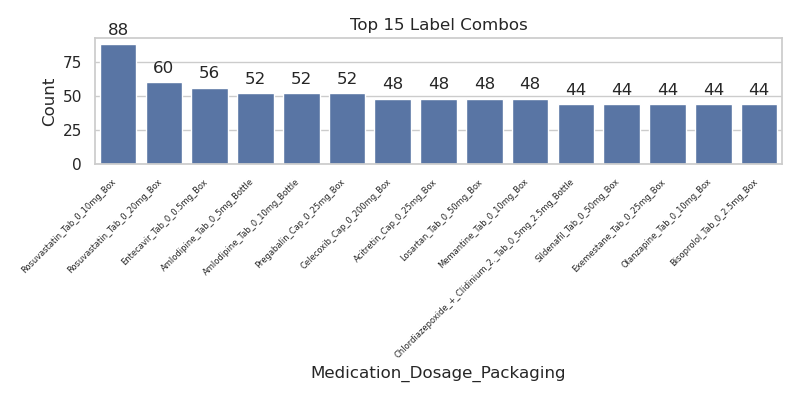 Top 15 Label Combos
Count
75
50
25
0
88
60
56
52
52
52
48
48
48
48
44
44
44
44
44
Rosuvastatin_Tab_0_10mg_Box
Rosuvastatin_Tab_0_20mg_Box
Entecavir_Tab_0_0.5mg_Box
Amlodipine_Tab_0_5mg_Bottle
Amlodipine_Tab_0_10mg_Bottle
Pregabalin_Cap_0_25mg_Box
Celecoxib_Cap_0_200mg_Box
Acitretin_Cap_0_25mg_Box
Losartan_Tab_0_50mg_Box
Memantine_Tab_0_10mg_Box
Chlordiazepoxide_+_Clidinium_2_Tab_0_5mg_2.5mg_Bottle
Sildenafil_Tab_0_50mg_Box
Exemestane_Tab_0_25mg_Box
Olanzapine_Tab_0_10mg_Box
Bisoprolol_Tab_0_2.5mg_Box
Medication_Dosage_Packaging